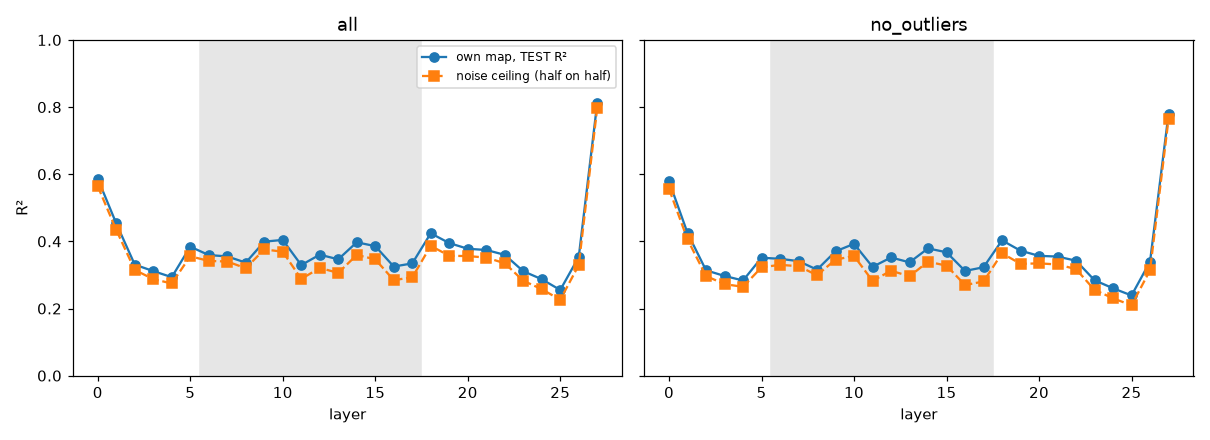 all
no_outliers
own map, TEST R²
noise ceiling (half on half)
1.0
0.8
0.6
0.4
0.2
0.0
R²
0 5 10 15 20 25
0 5 10 15 20 25
layer
layer